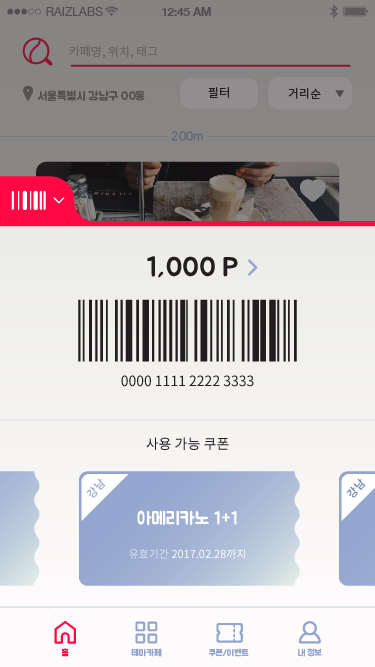 RAIZLABS
12:45 AM
카페명, 위치, 태그
서울특별시 강남구 00동
필터
거리순
200m
1,000 P
0000 1111 2222 3333
사용 가능 쿠폰
강남
강남
아메리카노 1+1
유효기간 2017.02.28까지
홈
테마카페
쿠폰/이벤트
내 정보